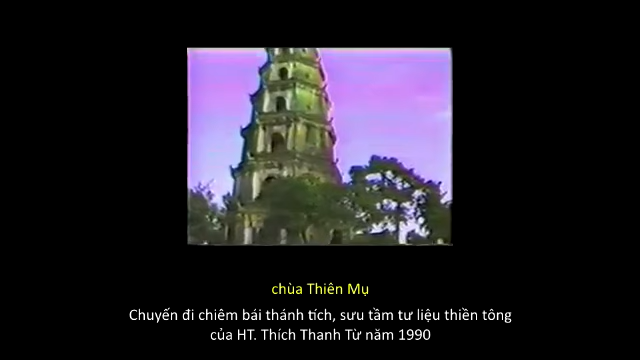 chùa Thiên Mụ
Chuyến đi chiêm bái thánh tích, sưu tầm tư liệu thiền tông
của HT. Thích Thanh Từ năm 1990